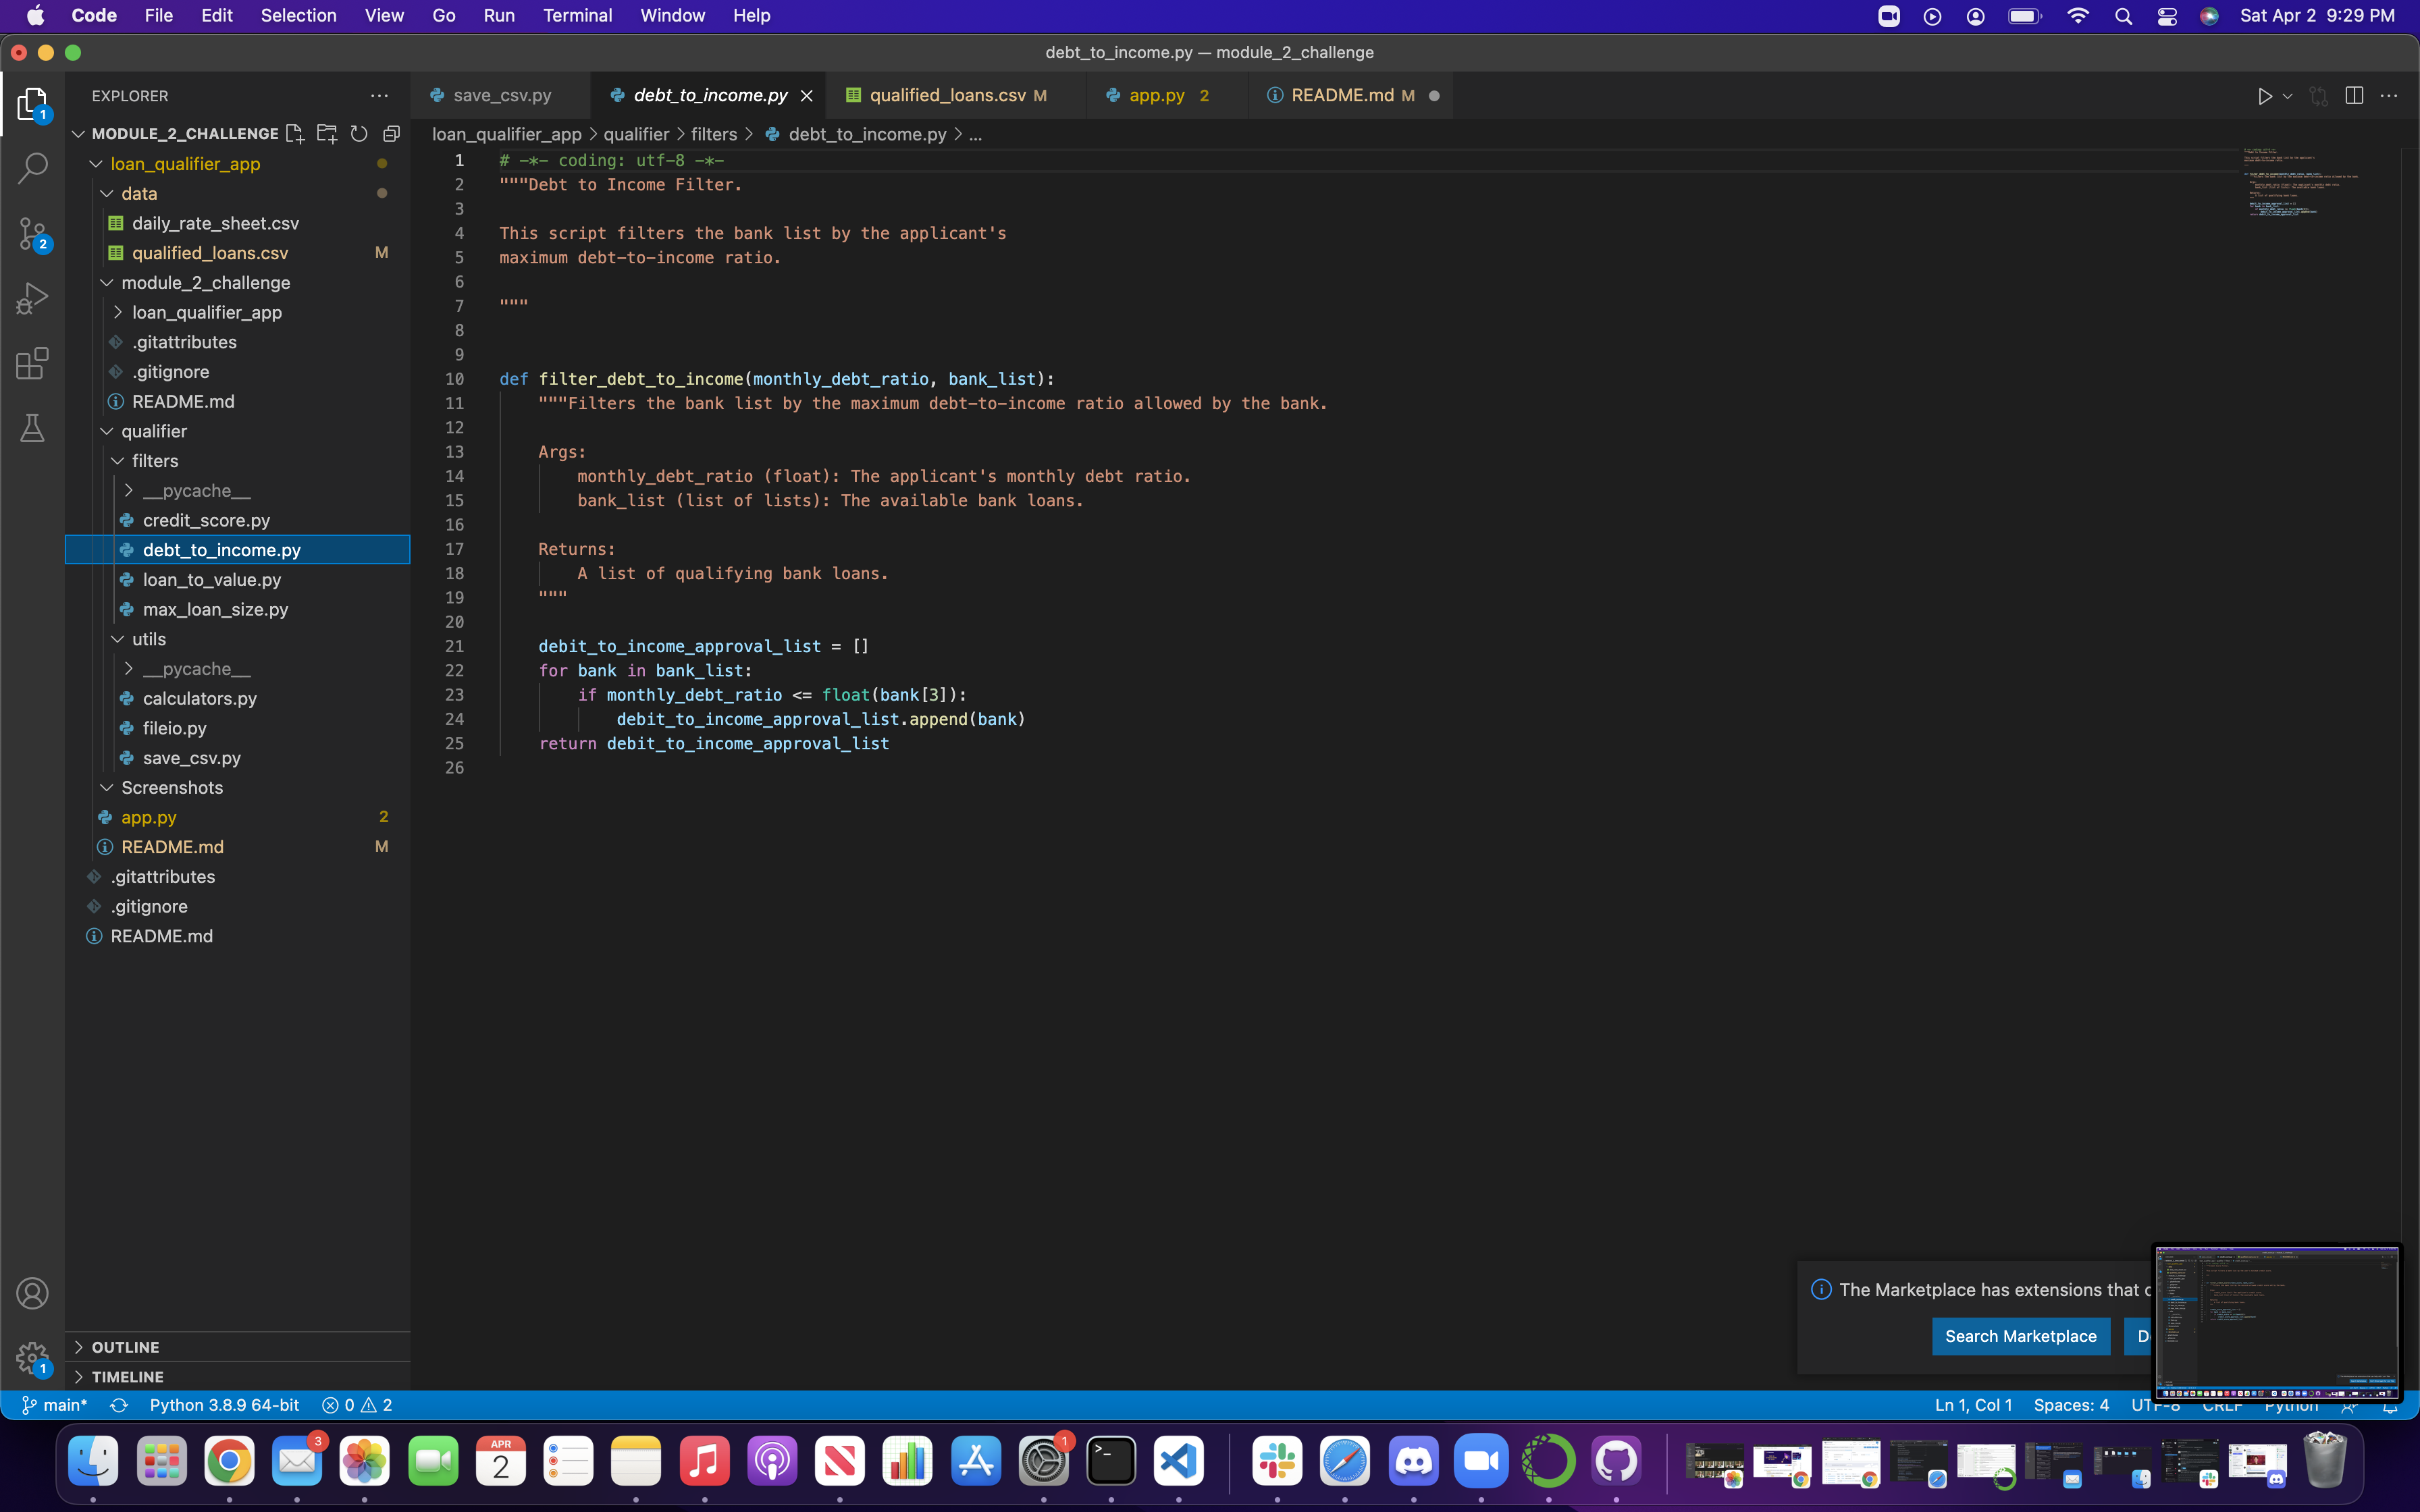 Code File Edit Selection View Go Run Terminal Window Help Sat Apr 2 9:29 PM
debt_to_income.py — module_2_challenge
EXPLORER
save_csv.py debt_to_income.py qualified_loans.csv M app.py 2 README.md M
MODULE_2_CHALLENGE
loan_qualifier_app > qualifier > filters > debt_to_income.py > ...
loan_qualifier_app
data
daily_rate_sheet.csv
qualified_loans.csv M
module_2_challenge
loan_qualifier_app
.gitattributes
.gitignore
README.md
qualifier
filters
__pycache__
credit_score.py
debt_to_income.py
loan_to_value.py
max_loan_size.py
utils
__pycache__
calculators.py
fileio.py
save_csv.py
Screenshots
app.py 2
README.md M
.gitattributes
.gitignore
README.md
OUTLINE
TIMELINE
1 # -*- coding: utf-8 -*-
2 """Debt to Income Filter.
3
4 This script filters the bank list by the applicant's
5 maximum debt-to-income ratio.
6
7 """
8
9
10 def filter_debt_to_income(monthly_debt_ratio, bank_list):
11 """Filters the bank list by the maximum debt-to-income ratio allowed by the bank.
12
13 Args:
14 monthly_debt_ratio (float): The applicant's monthly debt ratio.
15 bank_list (list of lists): The available bank loans.
16
17 Returns:
18 A list of qualifying bank loans.
19 """
20
21 debit_to_income_approval_list = []
22 for bank in bank_list:
23 if monthly_debt_ratio <= float(bank[3]):
24 debit_to_income_approval_list.append(bank)
25 return debit_to_income_approval_list
26
The Marketplace has extensions that
Search Marketplace
1
2
1
main* Python 3.8.9 64-bit 0 2 Ln 1, Col 1 Spaces: 4 UTF-8 CRLF Python
3
APR
2
1